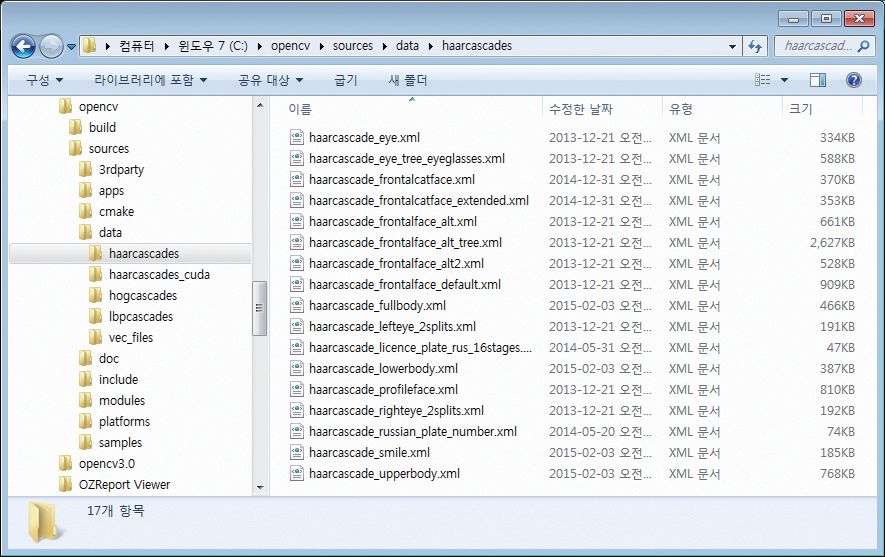 컴퓨터 ▸ 윈도우 7 (C:) ▸ opencv ▸ sources ▸ data ▸ haarcascades
haarcascad...
구성 라이브러리에 포함 공유 대상 굽기 새 폴더
opencv
build
sources
3rdparty
apps
cmake
data
haarcascades
haarcascades_cuda
hogcascades
lbpcascades
vec_files
doc
include
modules
platforms
samples
opencv3.0
OZReport Viewer
이름 수정한 날짜 유형 크기
haarcascade_eye.xml 2013-12-21 오전... XML 문서 334KB
haarcascade_eye_tree_eyeglasses.xml 2013-12-21 오전... XML 문서 588KB
haarcascade_frontalcatface.xml 2014-12-31 오전... XML 문서 370KB
haarcascade_frontalcatface_extended.xml 2014-12-31 오전... XML 문서 353KB
haarcascade_frontalface_alt.xml 2013-12-21 오전... XML 문서 661KB
haarcascade_frontalface_alt_tree.xml 2013-12-21 오전... XML 문서 2,627KB
haarcascade_frontalface_alt2.xml 2013-12-21 오전... XML 문서 528KB
haarcascade_frontalface_default.xml 2013-12-21 오전... XML 문서 909KB
haarcascade_fullbody.xml 2015-02-03 오전... XML 문서 466KB
haarcascade_lefteye_2splits.xml 2013-12-21 오전... XML 문서 191KB
haarcascade_licence_plate_rus_16stages.... 2014-05-31 오전... XML 문서 47KB
haarcascade_lowerbody.xml 2015-02-03 오전... XML 문서 387KB
haarcascade_profileface.xml 2013-12-21 오전... XML 문서 810KB
haarcascade_righteye_2splits.xml 2013-12-21 오전... XML 문서 192KB
haarcascade_russian_plate_number.xml 2014-05-20 오전... XML 문서 74KB
haarcascade_smile.xml 2015-02-03 오전... XML 문서 185KB
haarcascade_upperbody.xml 2015-02-03 오전... XML 문서 768KB
17개 항목